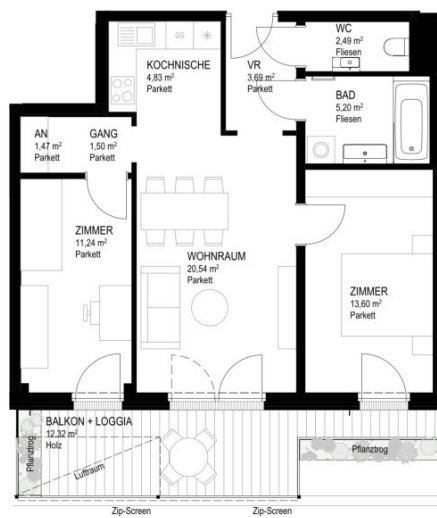 WC
2,49 m²
Fliesen
GS
KOCHNISCHE
4,83 m²
Parkett
VR
3,69 m²
Parkett
BAD
5,20 m²
Fliesen
AN
1,47 m²
Parkett
GANG
1,50 m²
Parkett
ZIMMER
11,24 m²
Parkett
WOHNRAUM
20,54 m²
Parkett
ZIMMER
13,60 m²
Parkett
BALKON + LOGGIA
12,32 m²
Holz
Pflanztrog
Luftraum
Pflanztrog
Zip-Screen
Zip-Screen